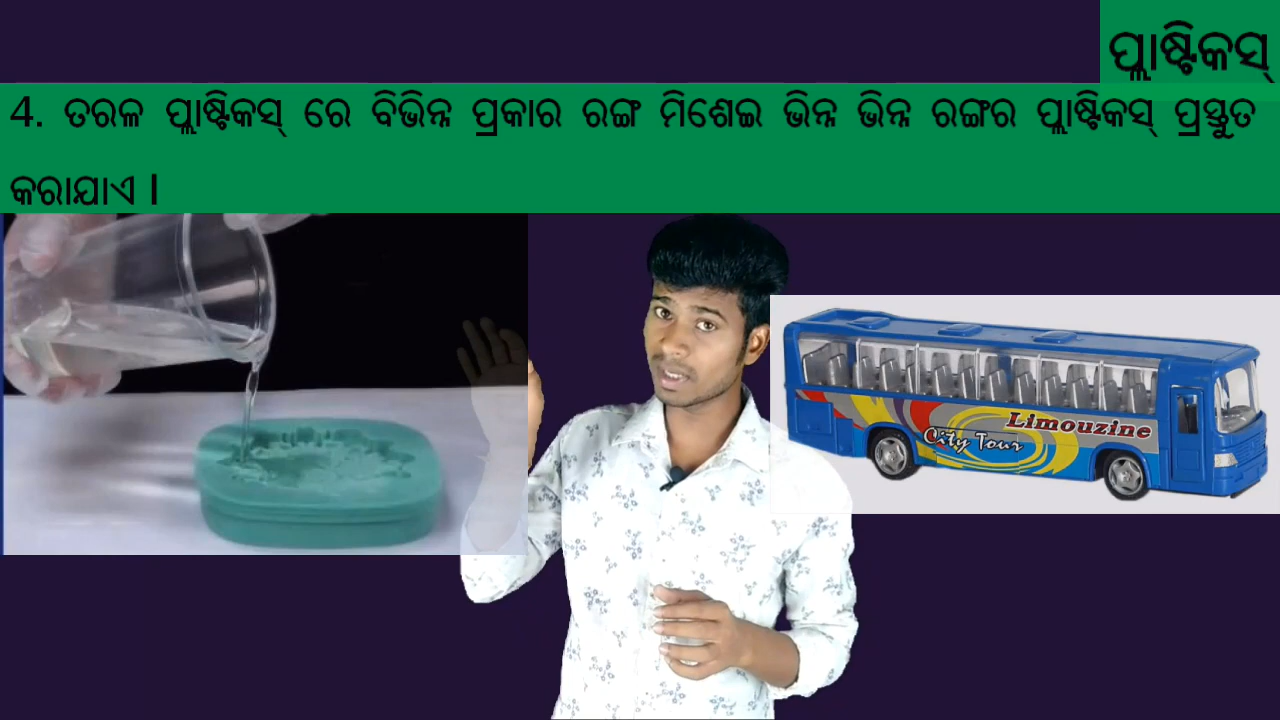 ପ୍ଲାଷ୍ଟିକସ୍
4. ତରଳ ପ୍ଲାଷ୍ଟିକସ୍ ରେ ବିଭିନ୍ନ ପ୍ରକାର ରଙ୍ଗ ମିଶେଇ ଭିନ୍ନ ଭିନ୍ନ ରଙ୍ଗର ପ୍ଲାଷ୍ଟିକସ୍ ପ୍ରସ୍ତୁତ
କରାଯାଏ ।
Limouzine
City Tour